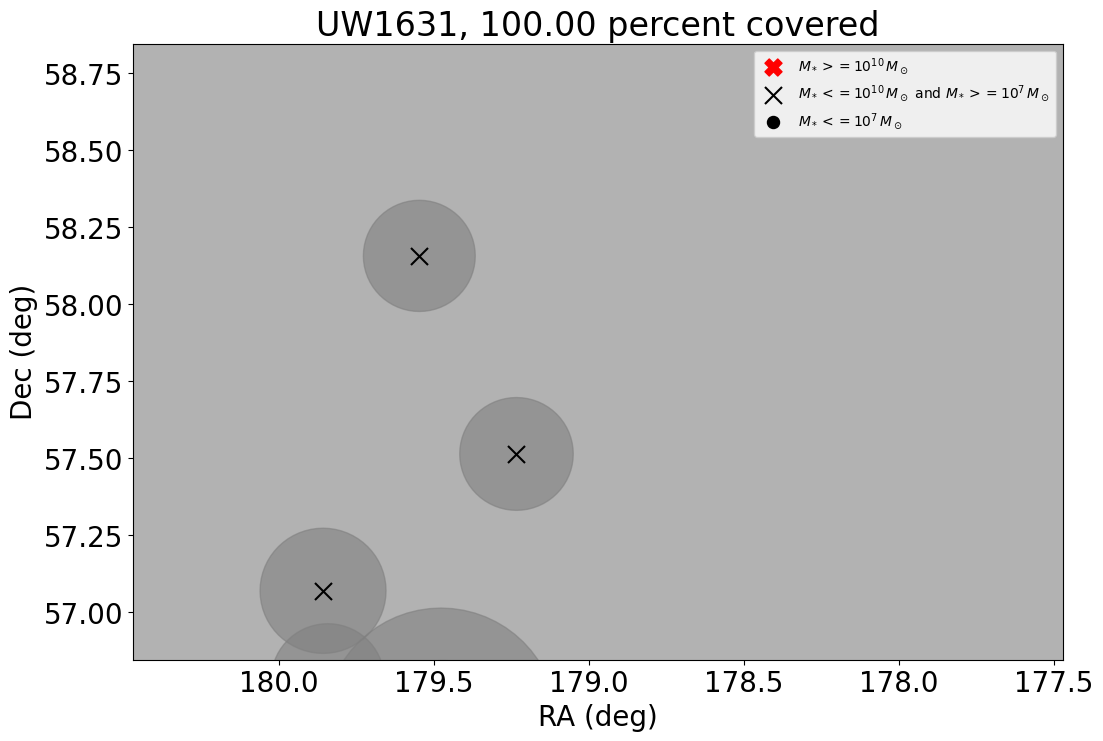 UW1631, 100.00 percent covered
M* >= 10^10 M⊙
M* <= 10^10 M⊙ and M* >= 10^7 M⊙
M* <= 10^7 M⊙
58.75
58.50
58.25
58.00
57.75
57.50
57.25
57.00
Dec (deg)
180.0 179.5 179.0 178.5 178.0 177.5
RA (deg)